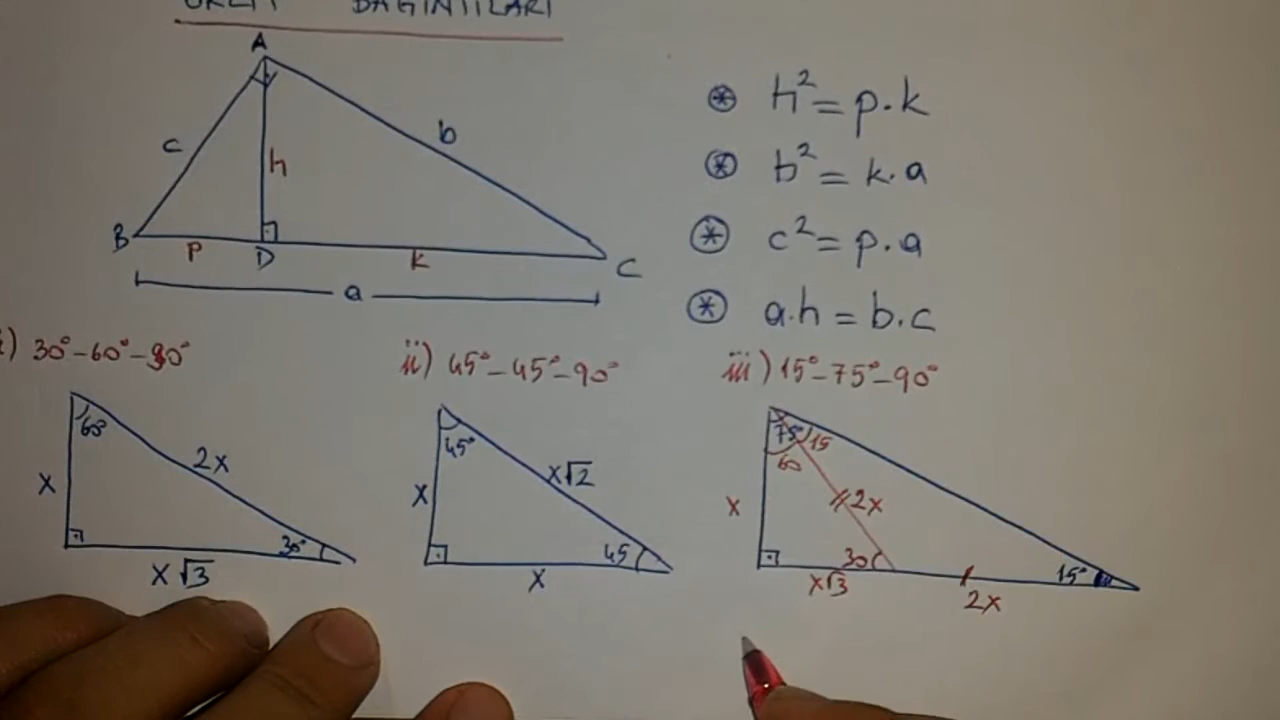 BAĞINTILARI
A
c
h
b
B
p
D
k
C
a
⊛ h² = p.k
⊛ b² = k.a
⊛ c² = p.a
⊛ a.h = b.c
i) 30°-60°-90°
60°
x
2x
30°
x√3
ii) 45°-45°-90°
45°
x
x√2
45
x
iii) 15°-75°-90°
75° 15
60
x
2x
30
15°
x√3
2x